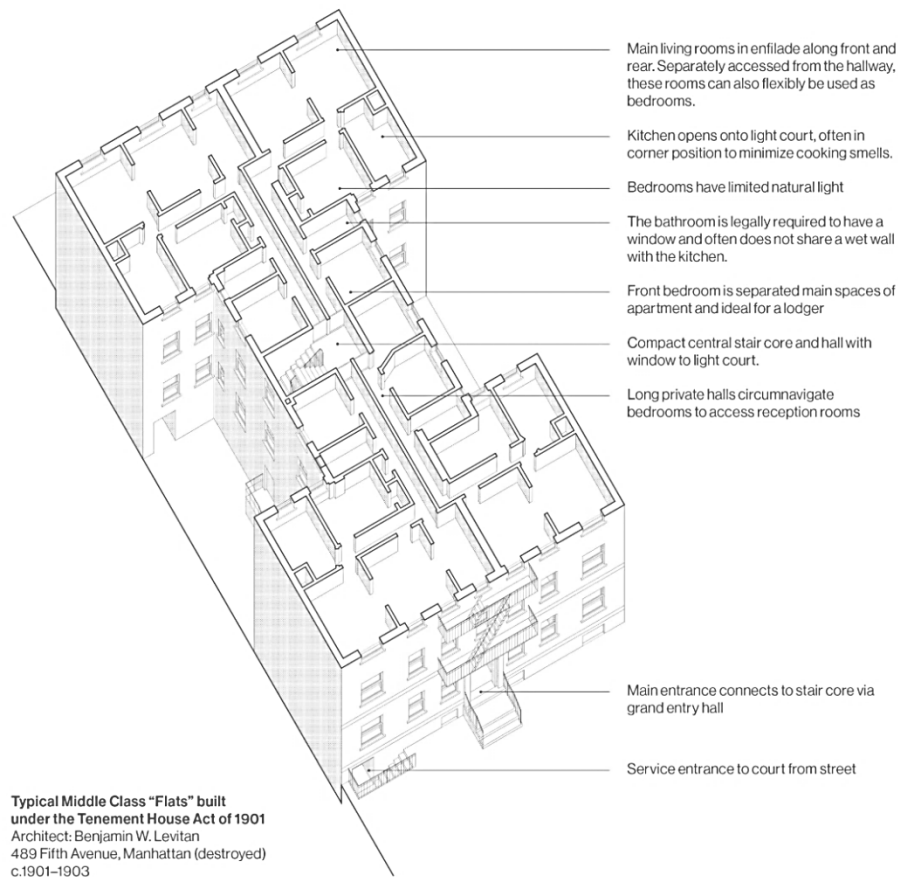 Main living rooms in enfilade along front and
rear. Separately accessed from the hallway,
these rooms can also flexibly be used as
bedrooms.
Kitchen opens onto light court, often in
corner position to minimize cooking smells.
Bedrooms have limited natural light
The bathroom is legally required to have a
window and often does not share a wet wall
with the kitchen.
Front bedroom is separated main spaces of
apartment and ideal for a lodger
Compact central stair core and hall with
window to light court.
Long private halls circumnavigate
bedrooms to access reception rooms
Main entrance connects to stair core via
grand entry hall
Service entrance to court from street
Typical Middle Class “Flats” built
under the Tenement House Act of 1901
Architect: Benjamin W. Levitan
489 Fifth Avenue, Manhattan (destroyed)
c.1901–1903